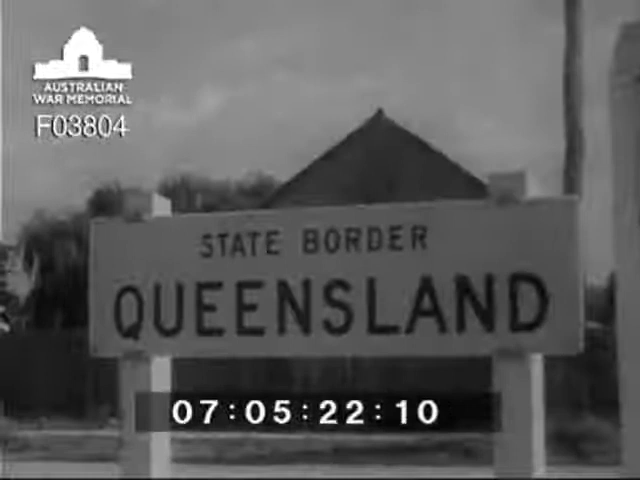 AUSTRALIAN
WAR MEMORIAL
F03804
STATE BORDER
QUEENSLAND
07:05:22:10